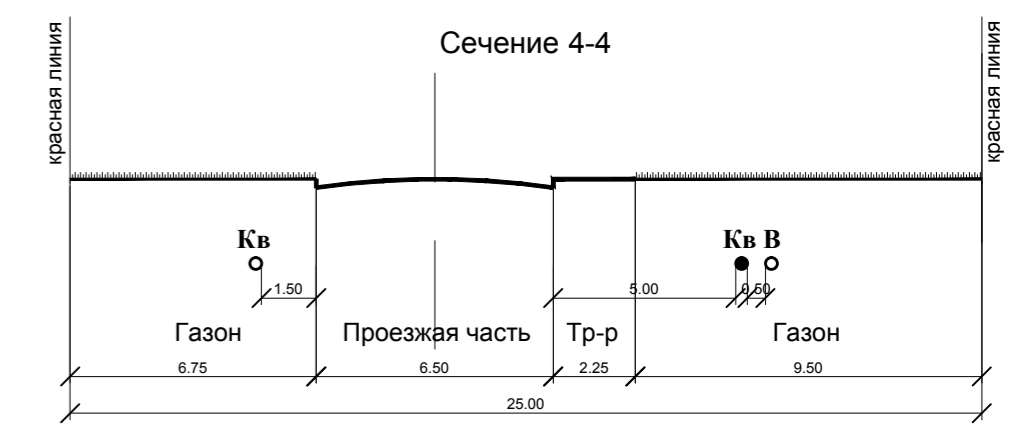 Сечение 4-4
красная линия
красная линия
Кв
Кв В
1.50
5.00
0.50
Газон
Проезжая часть
Тр-р
Газон
6.75
6.50
2.25
9.50
25.00